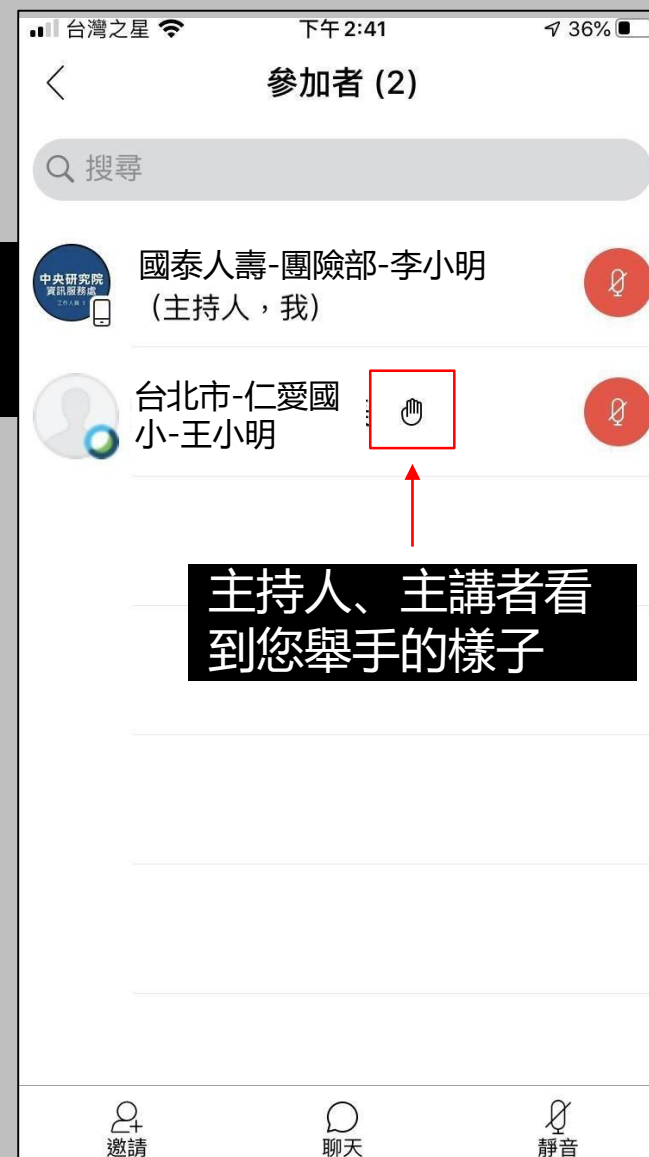 台灣之星 下午 2:41 36%
參加者 (2)
搜尋
中央研究院
資訊服務處
國泰人壽-團險部-李小明
（主持人，我）
台北市-仁愛國
小-王小明
主持人、主講者看
到您舉手的樣子
邀請 聊天 靜音